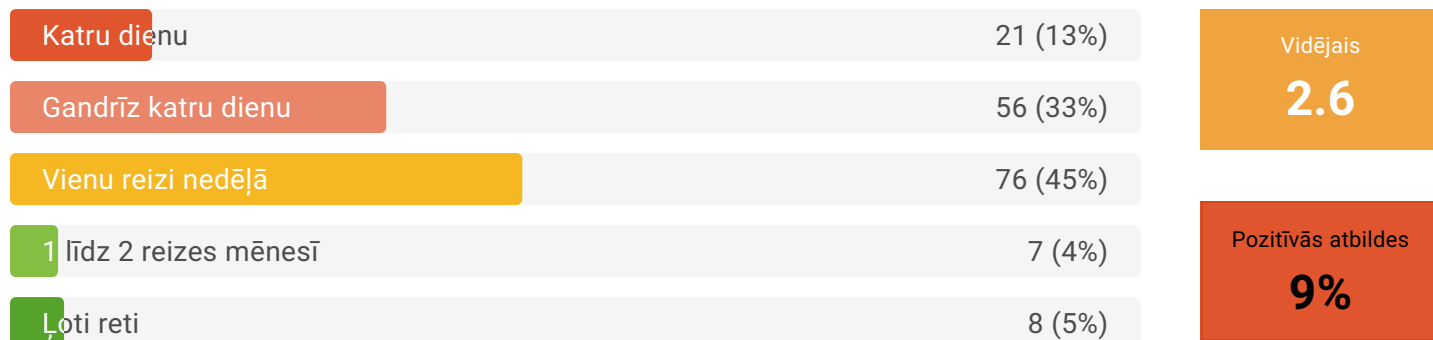 Katru dienu 21 (13%)
Gandrīz katru dienu 56 (33%)
Vienu reizi nedēļā 76 (45%)
1 līdz 2 reizes mēnesī 7 (4%)
Ļoti reti 8 (5%)
Vidējais
2.6
Pozitīvās atbildes
9%